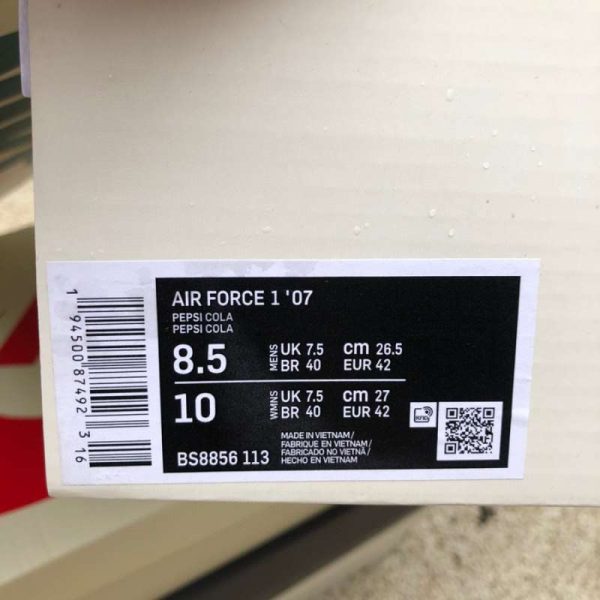 AIR FORCE 1 '07
PEPSI COLA
PEPSI COLA
8.5 MENS UK 7.5 cm 26.5
BR 40 EUR 42
10 WMNS UK 7.5 cm 27
BR 40 EUR 42
MADE IN VIETNAM/
FABRIQUE EN VIETNAM/
FABRICADO NO VIETNÃ/
HECHO EN VIETNAM
BS8856 113
1 94500 87492 3 16